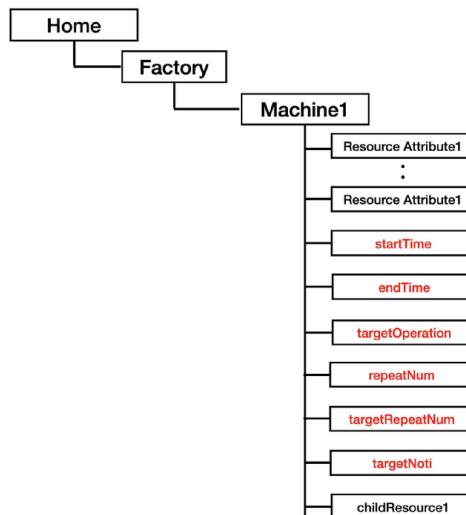 Home
Factory
Machine1
Resource Attribute1
:
Resource Attribute1
startTime
endTime
targetOperation
repeatNum
targetRepeatNum
targetNoti
childResource1